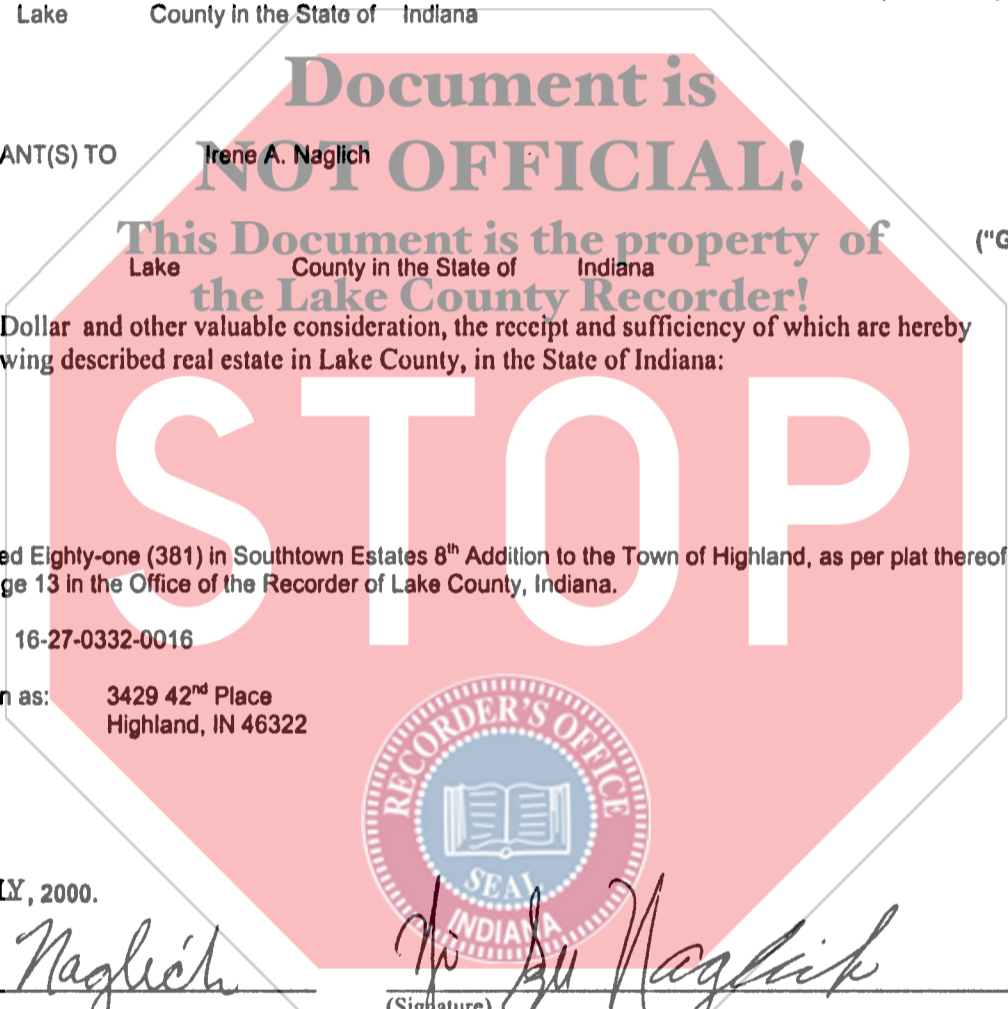 Lake County in the State of Indiana
Document is
ANT(S) TO Irene A. Naglich
NOT OFFICIAL!
This Document is the property of
("G
Lake County in the State of Indiana
the Lake County Recorder!
Dollar and other valuable consideration, the receipt and sufficiency of which are hereby
wing described real estate in Lake County, in the State of Indiana:
STOP
ed Eighty-one (381) in Southtown Estates 8th Addition to the Town of Highland, as per plat thereof
ge 13 in the Office of the Recorder of Lake County, Indiana.
16-27-0332-0016
n as: 3429 42nd Place
Highland, IN 46322
RECORDER'S OFFICE
SEAL
INDIANA
LY, 2000.
Naglich Naglich
(Signature)